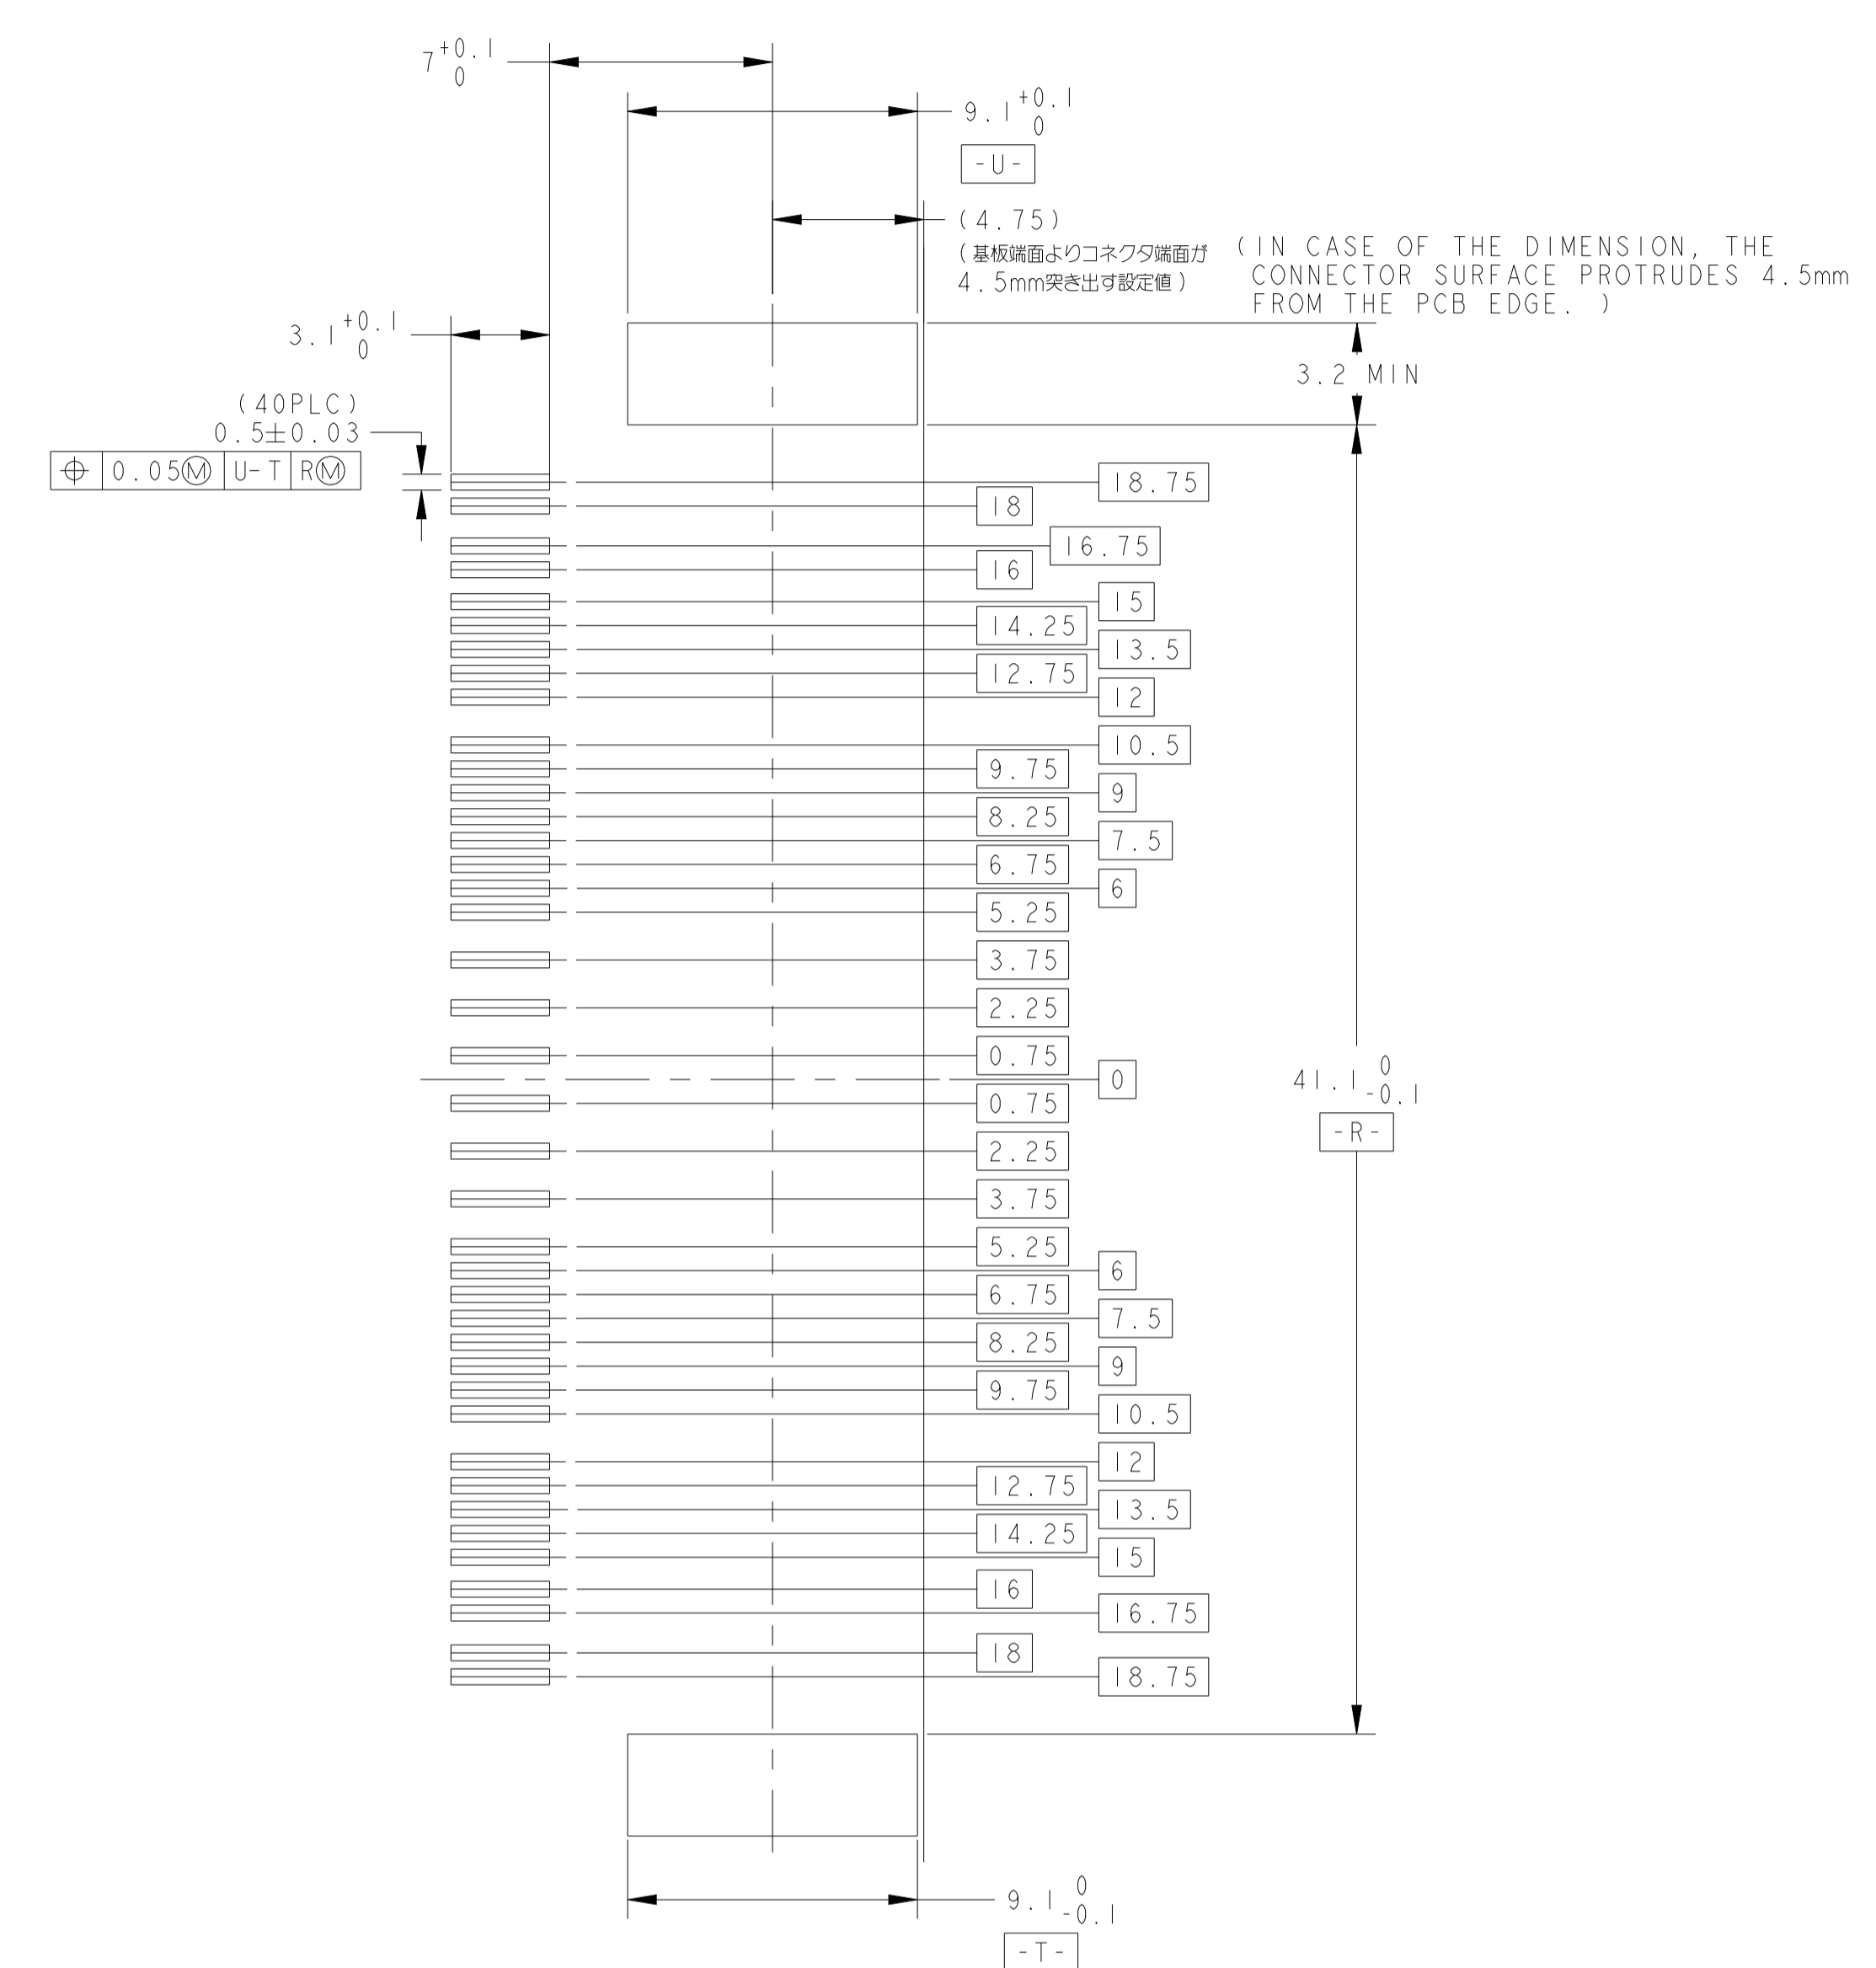 7 +0.1 0
9.1 +0.1 0
-U-
(4.75)
(基板端面よりコネクタ端面が
4.5mm突き出す設定値)
(IN CASE OF THE DIMENSION, THE
CONNECTOR SURFACE PROTRUDES 4.5mm
FROM THE PCB EDGE. )
3.1 +0.1 0
3.2 MIN
(40PLC)
0.5±0.03
⌖ 0.05Ⓜ U-T RⓂ
18.75
18
16.75
16
15
14.25
13.5
12.75
12
10.5
9.75
9
8.25
7.5
6.75
6
5.25
3.75
2.25
0.75
0
41.1 0 -0.1
-R-
0.75
2.25
3.75
5.25
6
6.75
7.5
8.25
9
9.75
10.5
12
12.75
13.5
14.25
15
16
16.75
18
18.75
9.1 0 -0.1
-T-